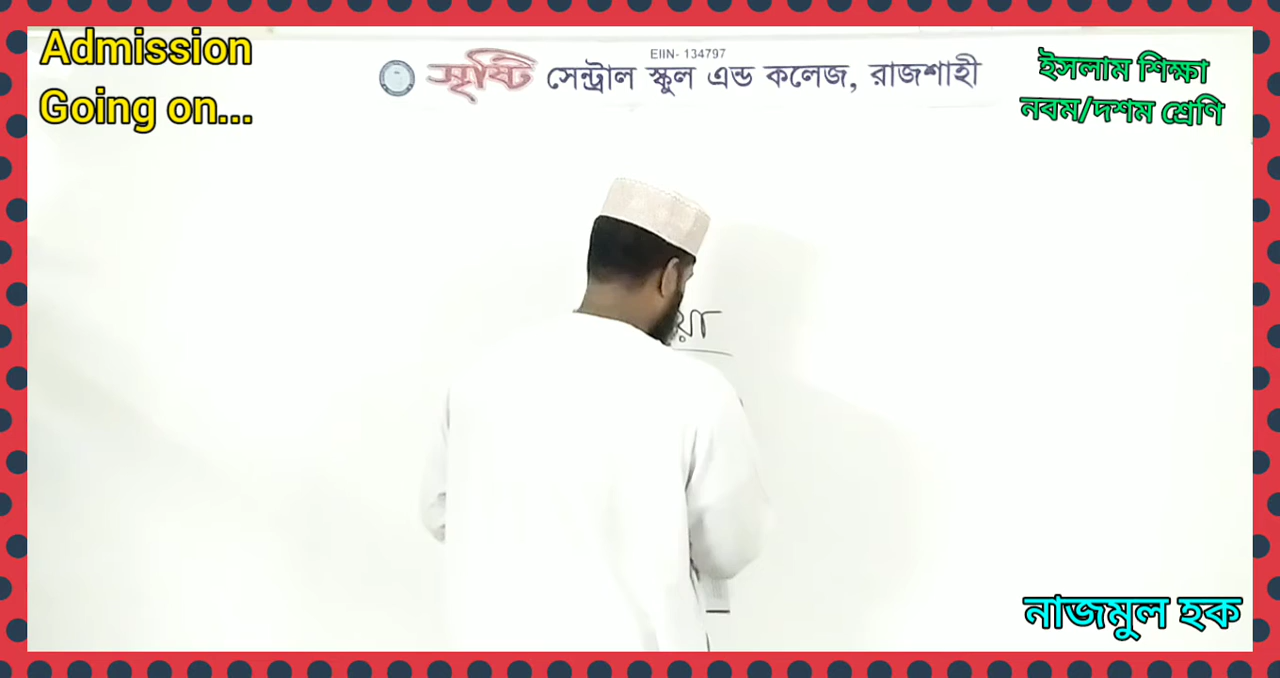 Admission
Going on...
EIIN- 134797
সৃষ্টি সেন্ট্রাল স্কুল এন্ড কলেজ, রাজশাহী
ইসলাম শিক্ষা
নবম/দশম শ্রেণি
নাজমুল হক